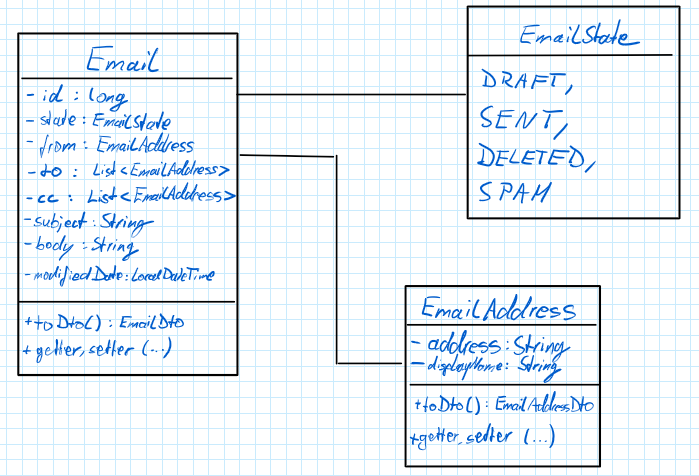 Email
- id : long
- state : EmailState
- from : EmailAddress
- to : List<EmailAddress>
- cc : List<EmailAddress>
- subject : String
- body : String
- modifiedDate : LocalDateTime
+ toDto() : EmailDto
+ getter, setter (...)
EmailState
DRAFT,
SENT,
DELETED,
SPAM
EmailAddress
- address : String
- displayName : String
+ toDto() : EmailAddressDto
+ getter, setter (...)